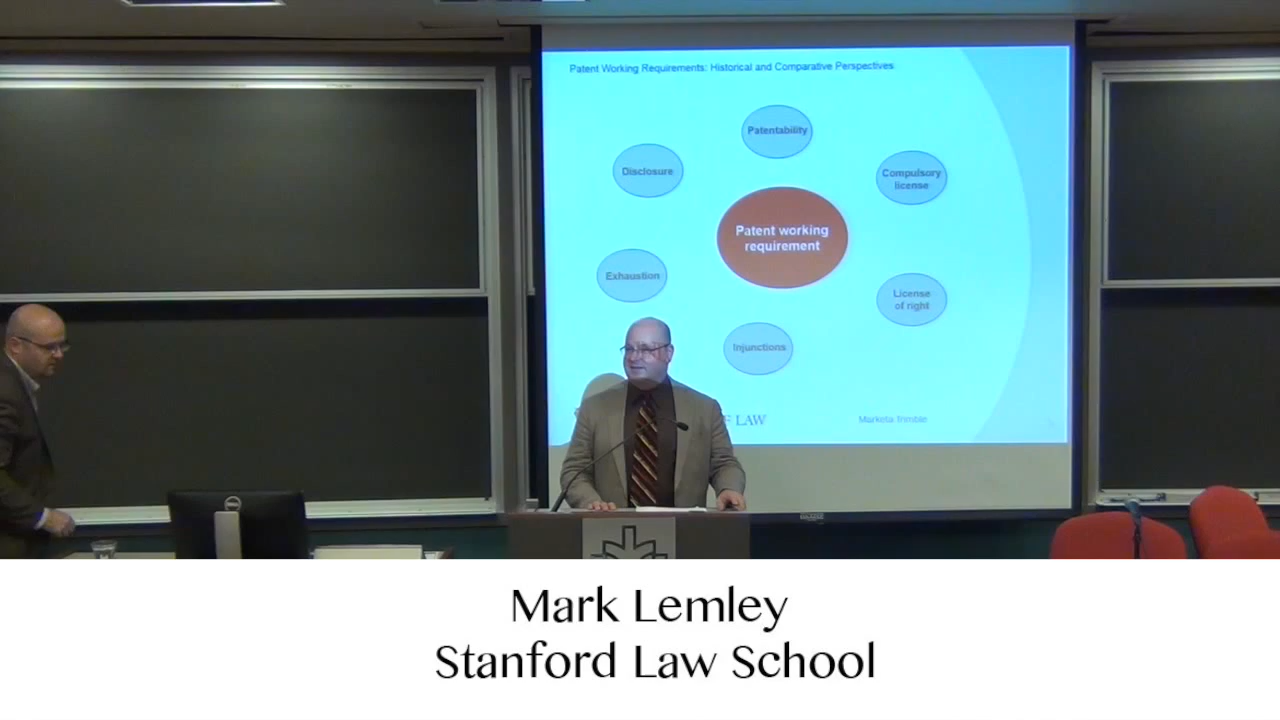 Patent Working Requirements: Historical and Comparative Perspectives
Patentability
Disclosure
Compulsory
license
Patent working
requirement
Exhaustion
License
of right
Injunctions
LAW
Marketa Trimble
DELL
Mark Lemley
Stanford Law School